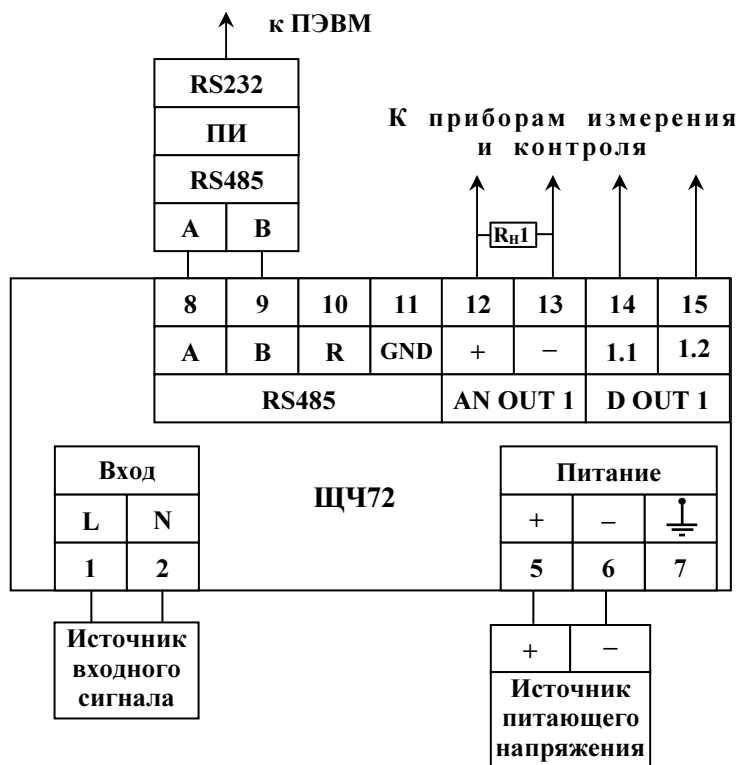 к ПЭВМ
RS232
ПИ
RS485
A B
К приборам измерения
и контроля
Rн1
8 9 10 11 12 13 14 15
A B R GND + − 1.1 1.2
RS485 AN OUT 1 D OUT 1
Вход
L N
1 2
ЩЧ72
Питание
+ −
5 6 7
Источник
входного
сигнала
+ −
Источник
питающего
напряжения